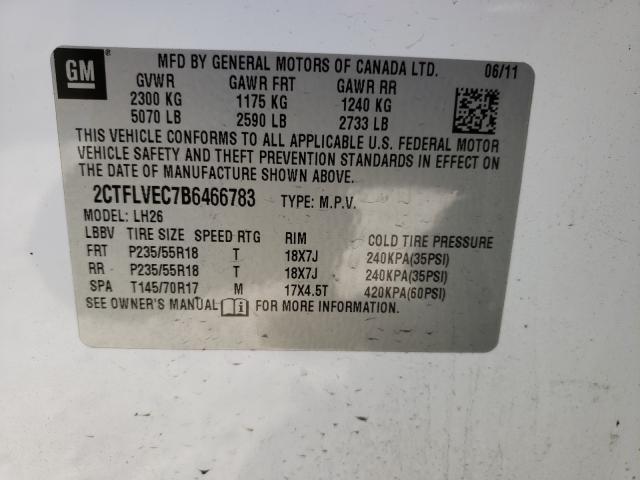 GM ®
MFD BY GENERAL MOTORS OF CANADA LTD. 06/11
GVWR GAWR FRT GAWR RR
2300 KG 1175 KG 1240 KG
5070 LB 2590 LB 2733 LB
THIS VEHICLE CONFORMS TO ALL APPLICABLE U.S. FEDERAL MOTOR
VEHICLE SAFETY AND THEFT PREVENTION STANDARDS IN EFFECT ON
THE DATE OF MANUFACTURE SHOWN ABOVE.
2CTFLVEC7B6466783 TYPE: M.P.V.
MODEL: LH26
LBBV TIRE SIZE SPEED RTG RIM COLD TIRE PRESSURE
FRT P235/55R18 T 18X7J 240KPA(35PSI)
RR P235/55R18 T 18X7J 240KPA(35PSI)
SPA T145/70R17 M 17X4.5T 420KPA(60PSI)
SEE OWNER'S MANUAL i FOR MORE INFORMATION.